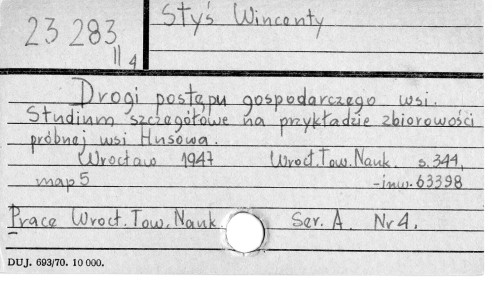 23 283
II 4
Styś Wincenty
Drogi postępu gospodarczego wsi.
Studium szczegółowe na przykładzie zbiorowości
próbnej wsi Husowa.
Wrocław 1947 Wrocł. Tow. Nauk. s. 344,
map 5 -inw. 63398
Prace Wrocł. Tow. Nauk. Ser. A. Nr 4.
DUJ. 693/70. 10 000.